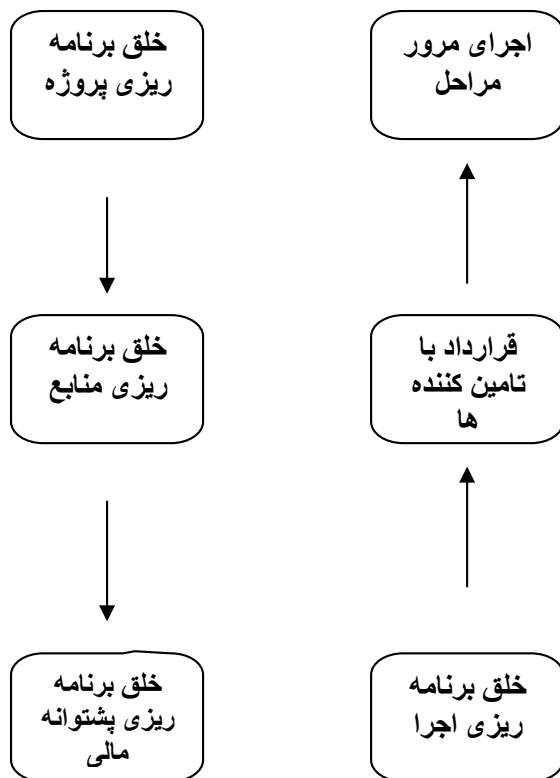 خلق برنامه
ریزی پروژه
خلق برنامه
ریزی منابع
خلق برنامه
ریزی پشتوانه
مالی
خلق برنامه
ریزی اجرا
قرارداد با
تامین کننده
ها
اجرای مرور
مراحل